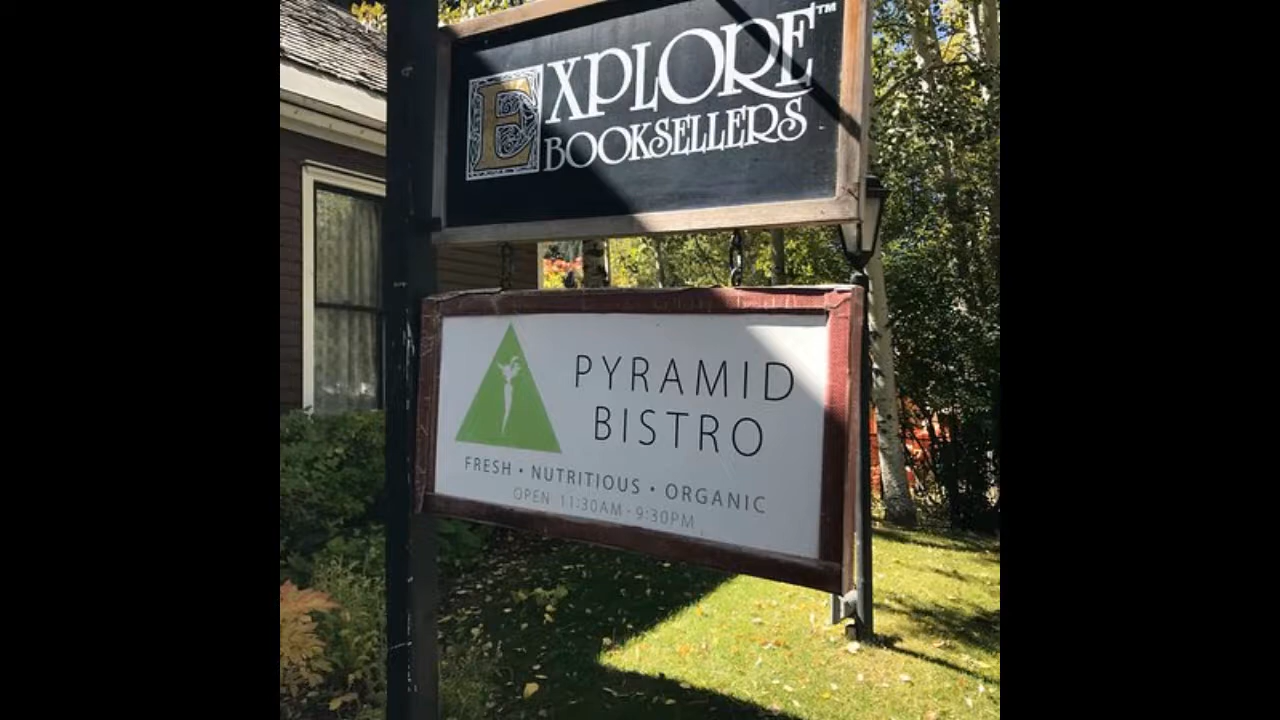 EXPLORE™
BOOKSELLERS
PYRAMID
BISTRO
FRESH • NUTRITIOUS • ORGANIC
OPEN 11:30AM - 9:30PM